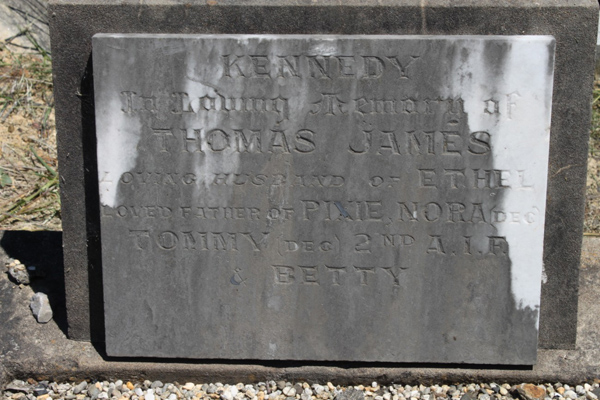 KENNEDY
In Loving Memory of
THOMAS JAMES
LOVING HUSBAND OF ETHEL
LOVED FATHER OF PIXIE, NORA (DEC)
TOMMY (DEC) 2ND A.I.F.
& BETTY